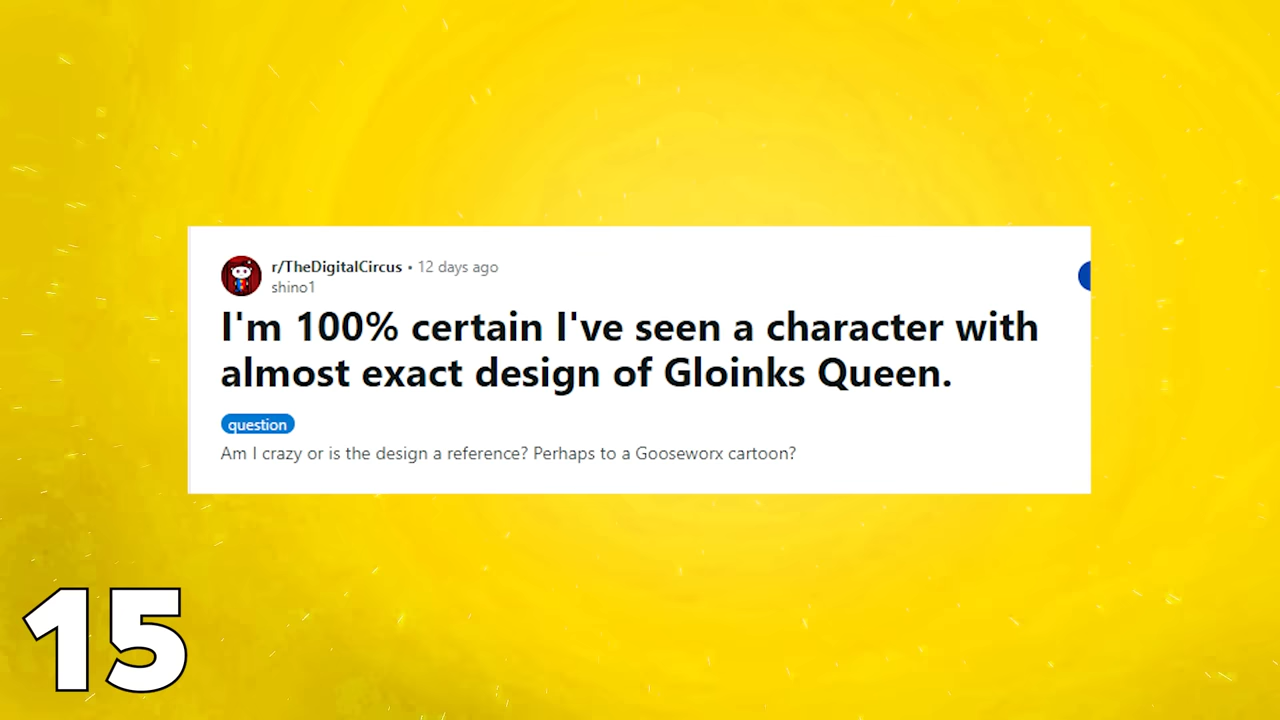 r/TheDigitalCircus • 12 days ago
shino1
I'm 100% certain I've seen a character with
almost exact design of Gloinks Queen.
question
Am I crazy or is the design a reference? Perhaps to a Gooseworx cartoon?
15